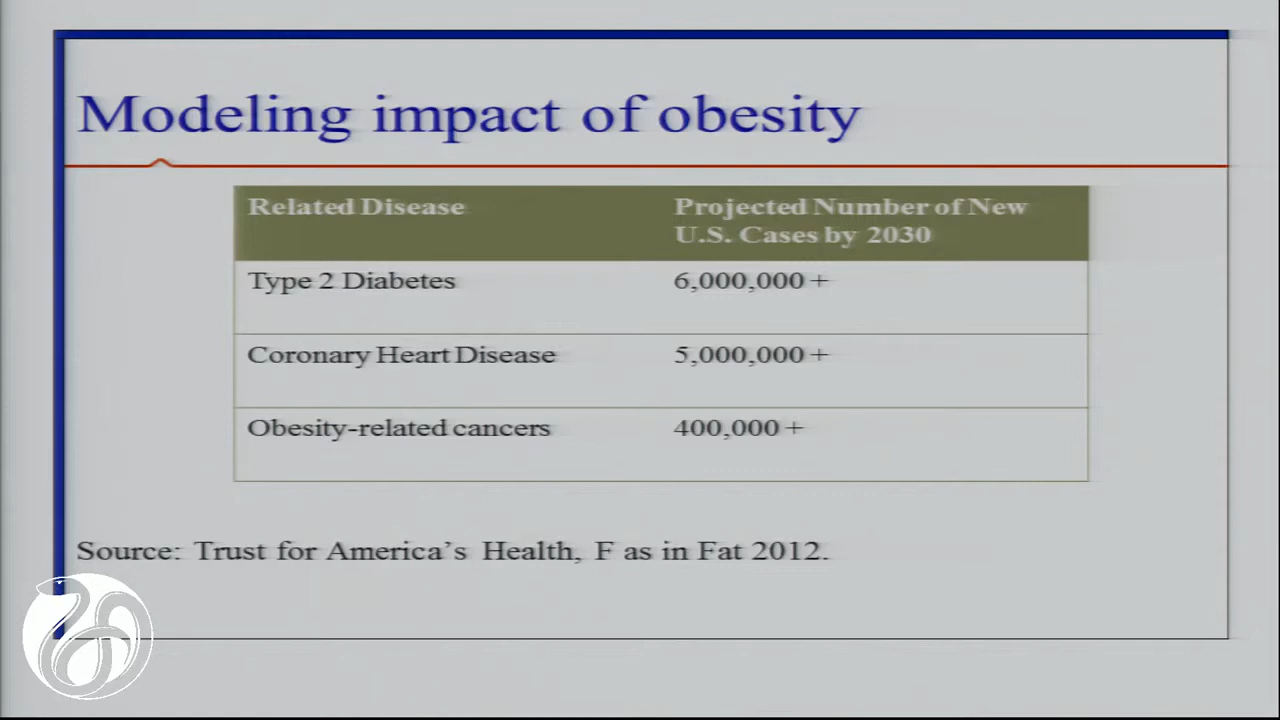 Modeling impact of obesity
Related Disease
Projected Number of New
U.S. Cases by 2030
Type 2 Diabetes
6,000,000 +
Coronary Heart Disease
5,000,000 +
Obesity-related cancers
400,000 +
Source: Trust for America's Health, F as in Fat 2012.